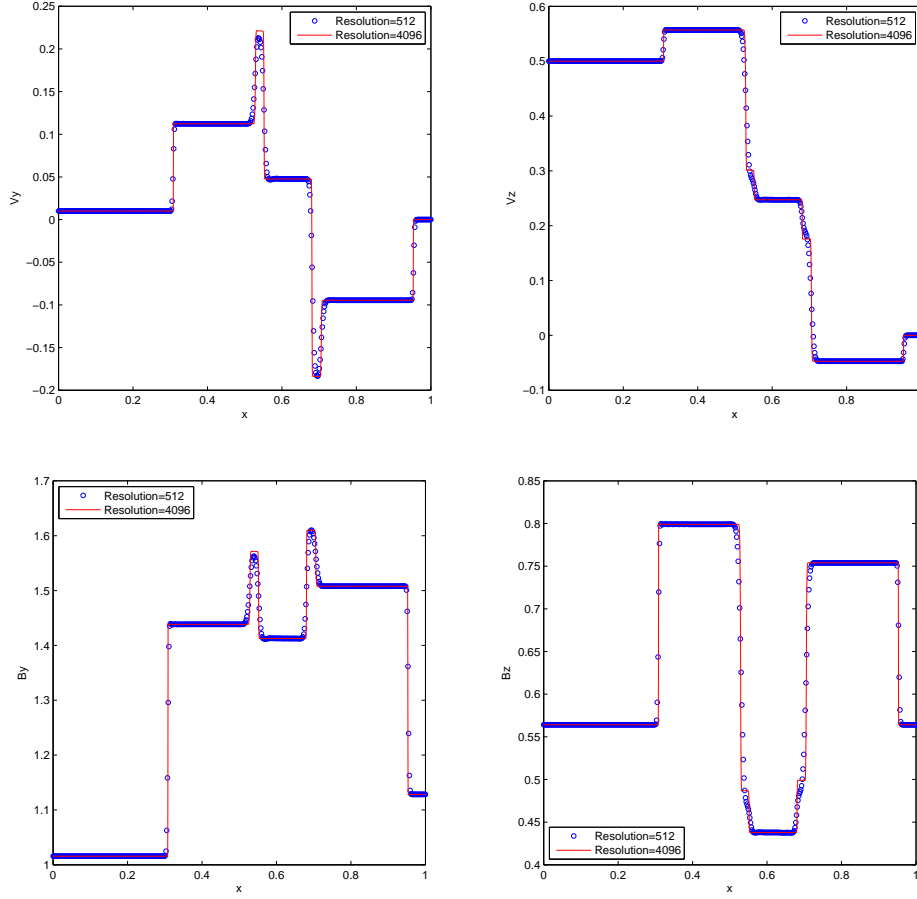 0.25
0.2
0.15
0.1
0.05
0
−0.05
−0.1
−0.15
−0.2
Vy
0 0.2 0.4 0.6 0.8 1
x
Resolution=512
Resolution=4096
0.6
0.5
0.4
0.3
0.2
0.1
0
−0.1
Vz
0 0.2 0.4 0.6 0.8
x
Resolution=512
Resolution=4096
1.7
1.6
1.5
1.4
1.3
1.2
1.1
1
By
0 0.2 0.4 0.6 0.8 1
x
Resolution=512
Resolution=4096
0.85
0.8
0.75
0.7
0.65
0.6
0.55
0.5
0.45
0.4
Bz
0 0.2 0.4 0.6 0.8 1
x
Resolution=512
Resolution=4096